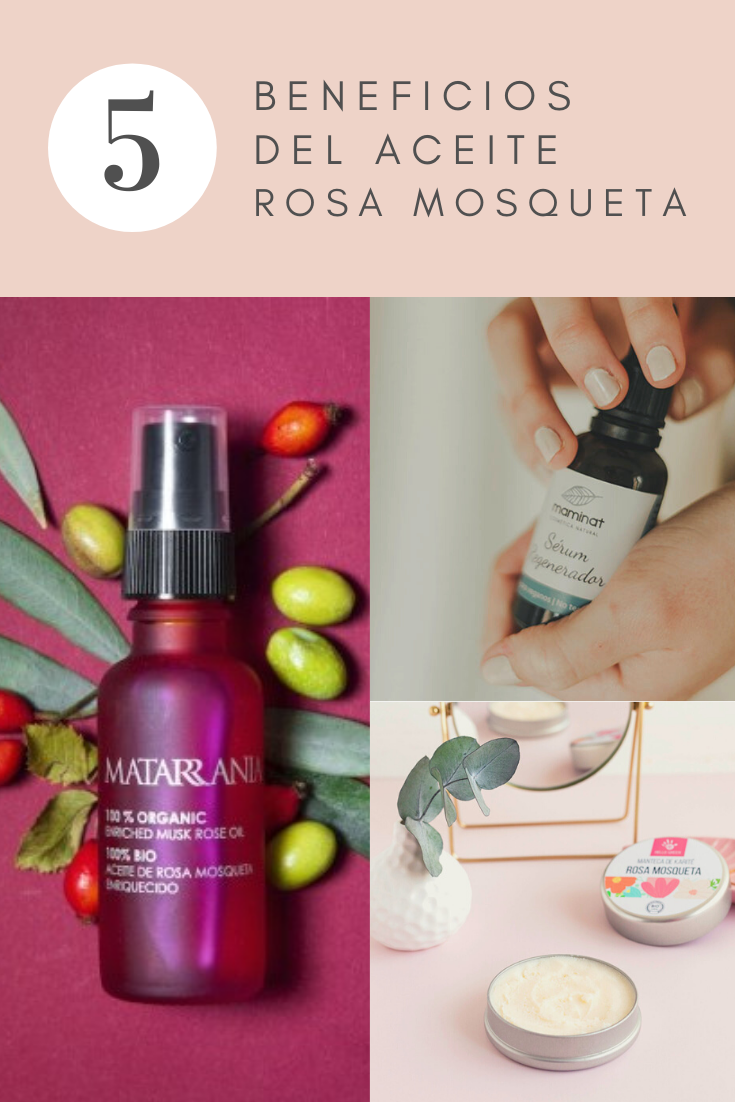 5
BENEFICIOS
DEL ACEITE
ROSA MOSQUETA
MATARRANIA
100 % ORGANIC
ENRICHED MUSK ROSE OIL
100% BIO
ACEITE DE ROSA MOSQUETA
ENRIQUECIDO
maminat
COSMÉTICA NATURAL
Sérum
Regenerador
MANTECA DE KARITÉ
ROSA MOSQUETA